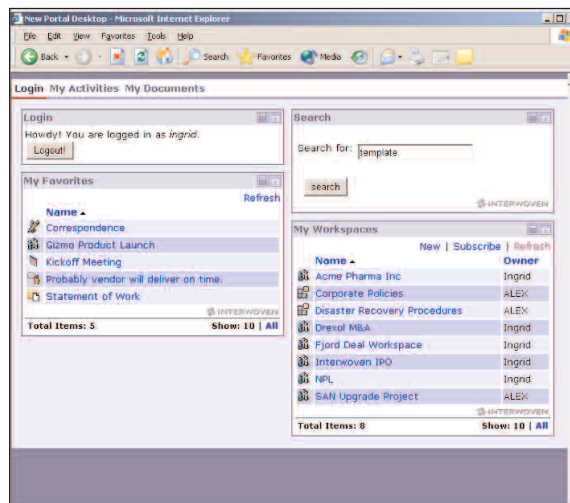 New Portal Desktop - Microsoft Internet Explorer
File Edit View Favorites Tools Help
Back Search Favorites Media
Login My Activities My Documents
Login
Howdy! You are logged in as ingrid.
Logout!
My Favorites
Refresh
Name
Correspondence
Gizmo Product Launch
Kickoff Meeting
Probably vendor will deliver on time.
Statement of Work
INTERWOVEN
Total Items: 5 Show: 10 | All
Search
Search for: template
search
INTERWOVEN
My Workspaces
New | Subscribe | Refresh
Name Owner
Acme Pharma Inc Ingrid
Corporate Policies ALEX
Disaster Recovery Procedures ALEX
Drexol M&A Ingrid
Fjord Deal Workspace Ingrid
Interwoven IPO Ingrid
NPL Ingrid
SAN Upgrade Project ALEX
INTERWOVEN
Total Items: 8 Show: 10 | All